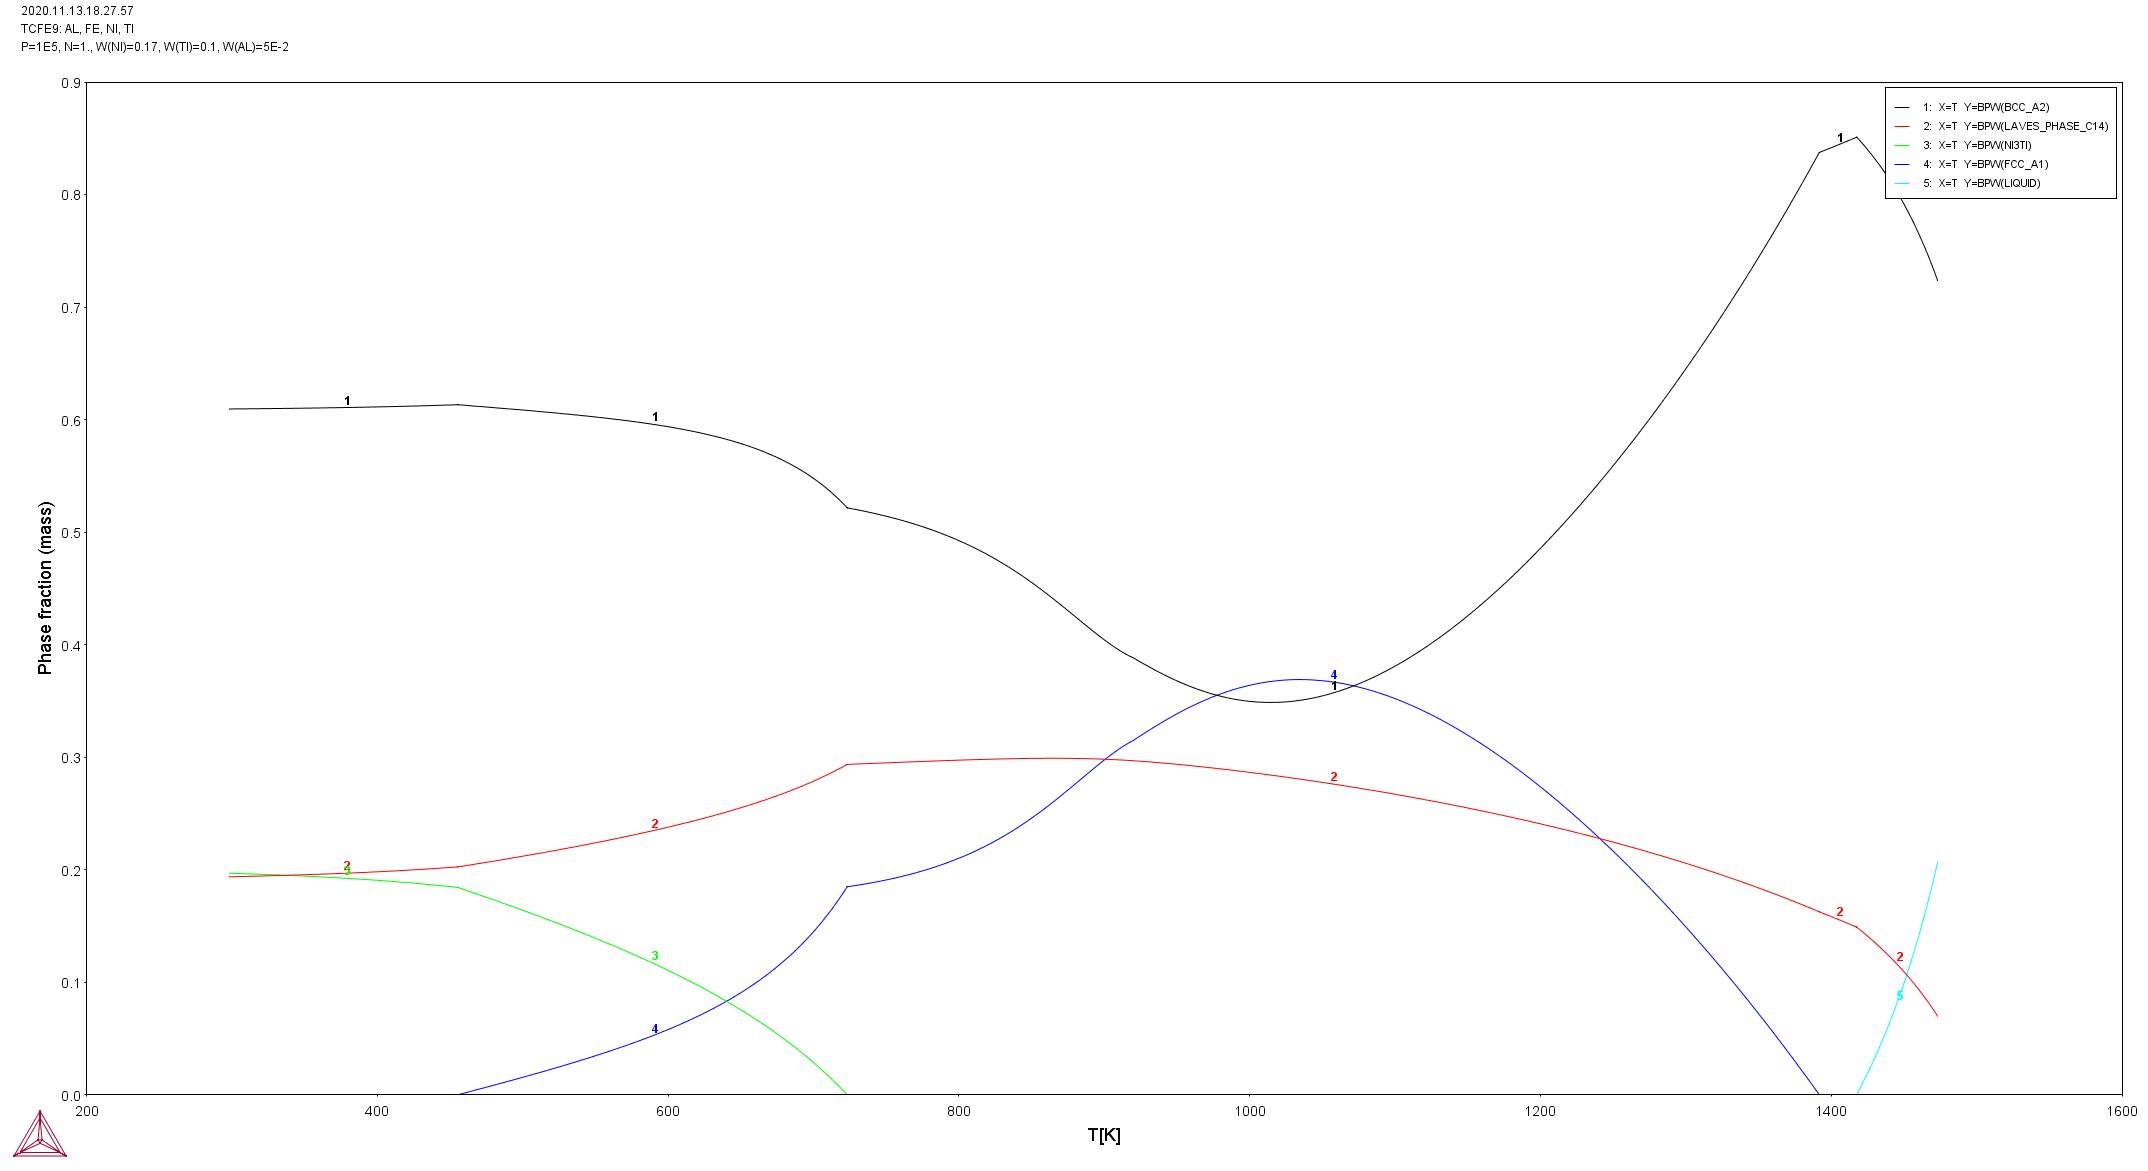 2020.11.13.18.27.57
TCFE9: AL, FE, NI, TI
P=1E5, N=1., W(NI)=0.17, W(TI)=0.1, W(AL)=5E-2
1: X=T Y=BPW(BCC_A2)
2: X=T Y=BPW(LAVES_PHASE_C14)
3: X=T Y=BPW(NI3TI)
4: X=T Y=BPW(FCC_A1)
5: X=T Y=BPW(LIQUID)
Phase fraction (mass)
0.9
0.8
0.7
0.6
0.5
0.4
0.3
0.2
0.1
0.0
1
1
1
1
2
2
2
2
2
3
3
4
4
5
200 400 600 800 1000 1200 1400 1600
T[K]